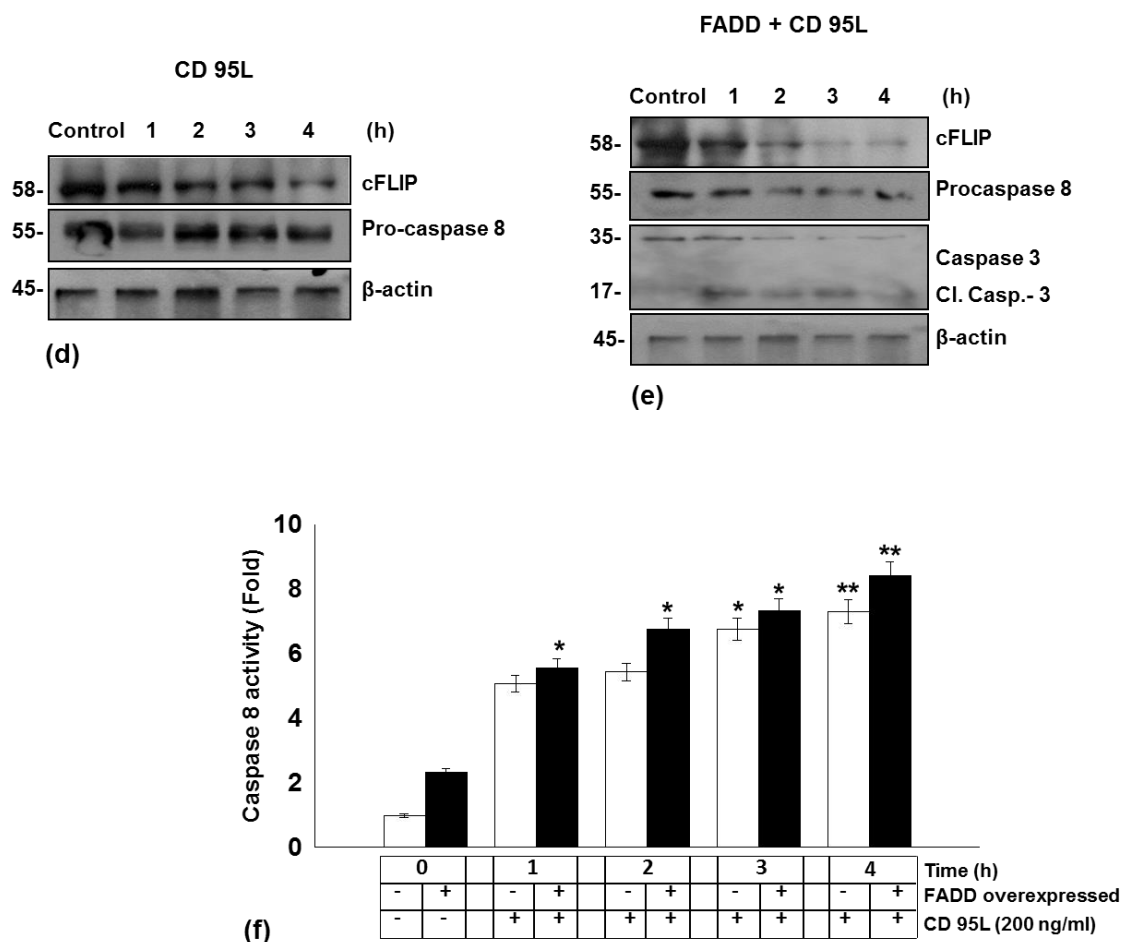 CD 95L
Control 1 2 3 4 (h)
58- cFLIP
55- Pro-caspase 8
45- β-actin
(d)
FADD + CD 95L
Control 1 2 3 4 (h)
58- cFLIP
55- Procaspase 8
35- Caspase 3
17- Cl. Casp.- 3
45- β-actin
(e)
Caspase 8 activity (Fold)
10
8
6
4
2
0
* * * * ** **
0 1 2 3 4 Time (h)
- + - + - + - + - + FADD overexpressed
- - + + + + + + + + CD 95L (200 ng/ml)
(f)